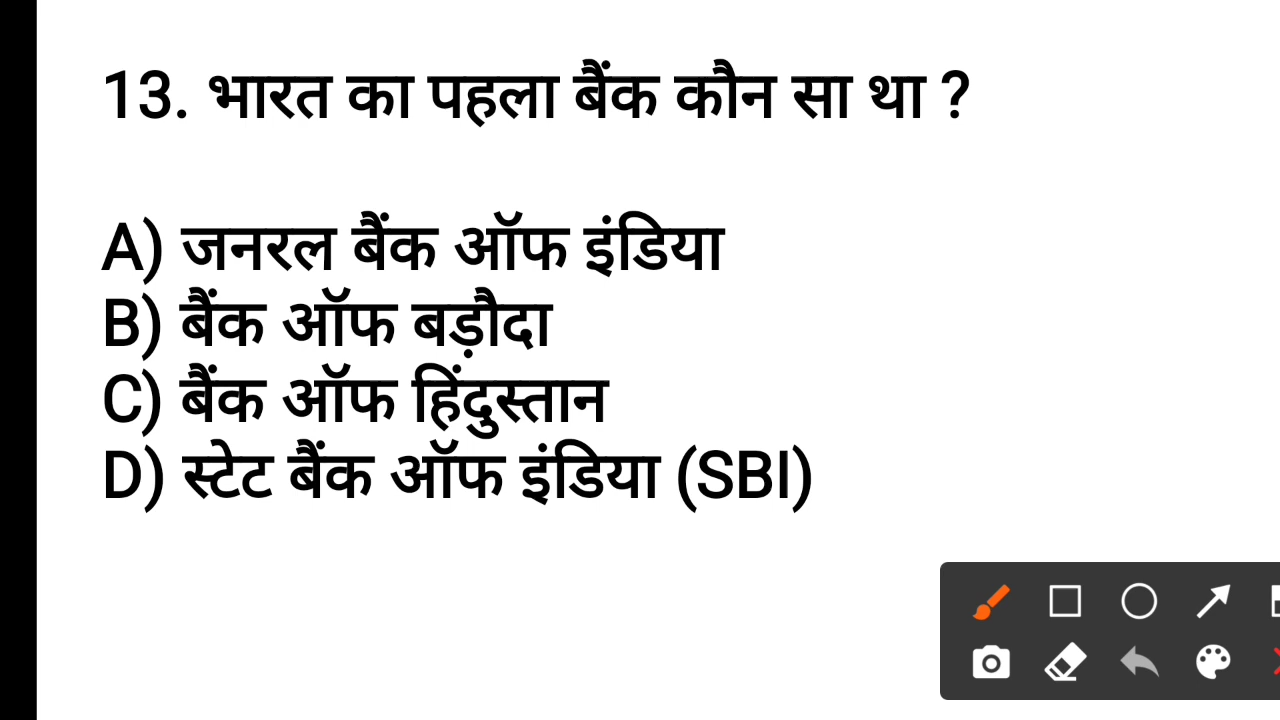 13. भारत का पहला बैंक कौन सा था ?
A) जनरल बैंक ऑफ इंडिया
B) बैंक ऑफ बड़ौदा
C) बैंक ऑफ हिंदुस्तान
D) स्टेट बैंक ऑफ इंडिया (SBI)